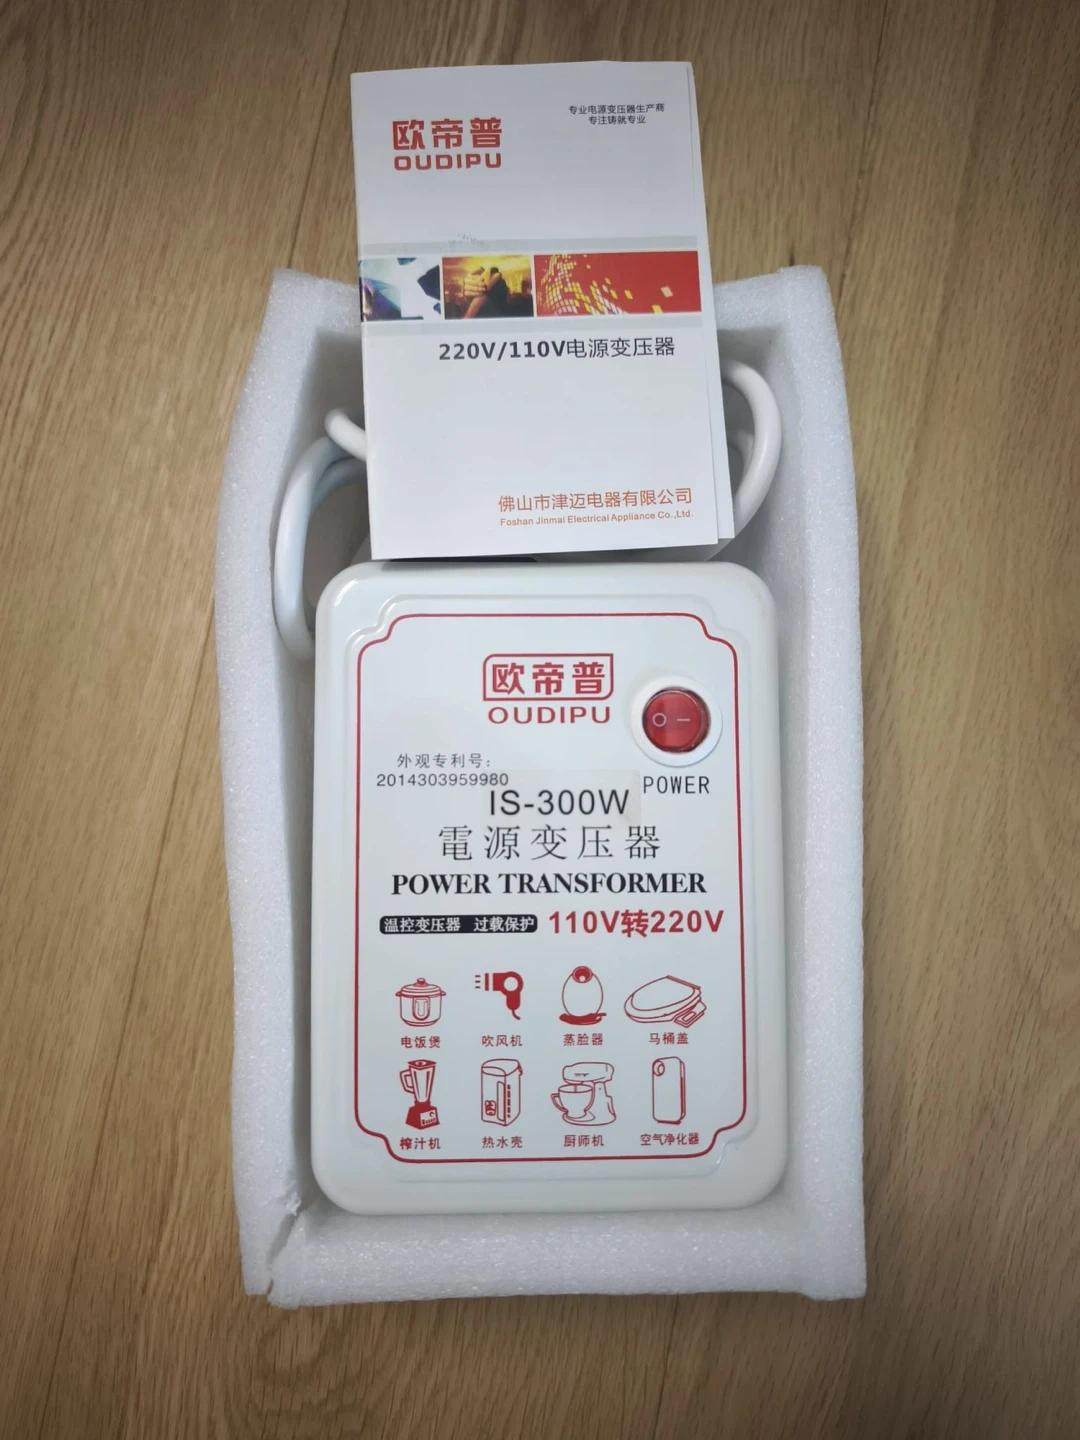 欧帝普
OUDIPU
专业电源变压器生产商
专注铸就专业
220V/110V电源变压器
佛山市津迈电器有限公司
Foshan Jinmai Electrical Appliance Co.,Ltd.
欧帝普
OUDIPU
外观专利号:
2014303959980
POWER
IS-300W
電源变压器
POWER TRANSFORMER
温控变压器 过载保护 110V转220V
电饭煲 吹风机 蒸脸器 马桶盖
榨汁机 热水壳 厨师机 空气净化器